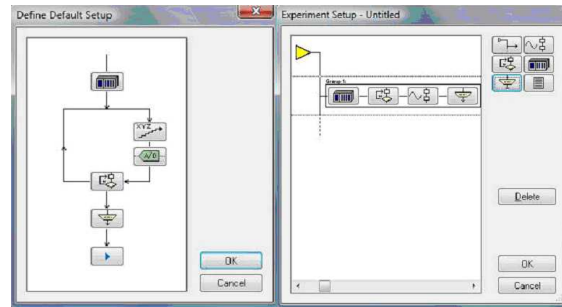 Define Default Setup
XYZ
A/D
OK
Cancel
Experiment Setup - Untitled
Group 1:
Delete
OK
Cancel